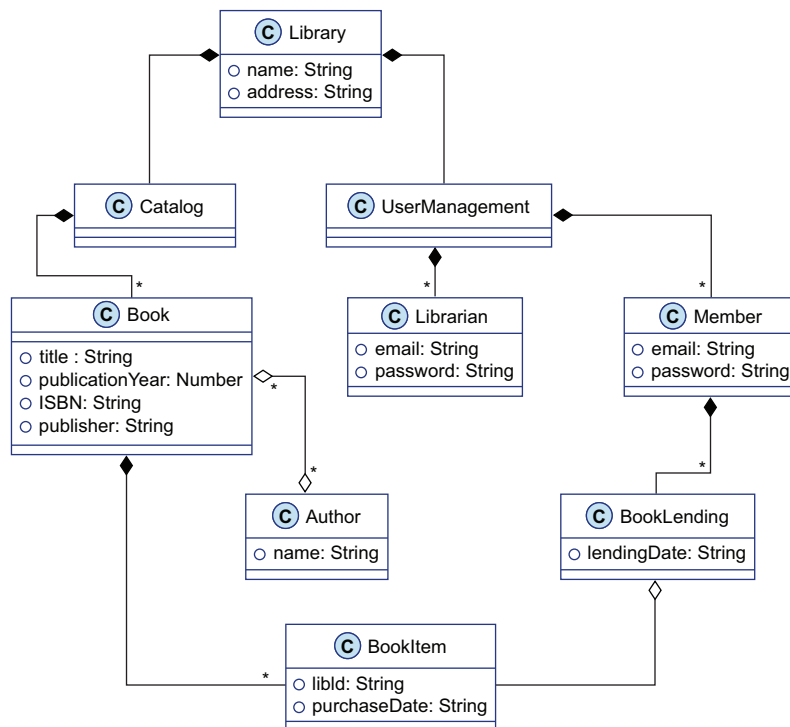 C Library
name: String
address: String
C Catalog
C UserManagement
*
*
*
C Book
title : String
publicationYear: Number
ISBN: String
publisher: String
C Librarian
email: String
password: String
C Member
email: String
password: String
*
*
*
C Author
name: String
C BookLending
lendingDate: String
*
C BookItem
libId: String
purchaseDate: String